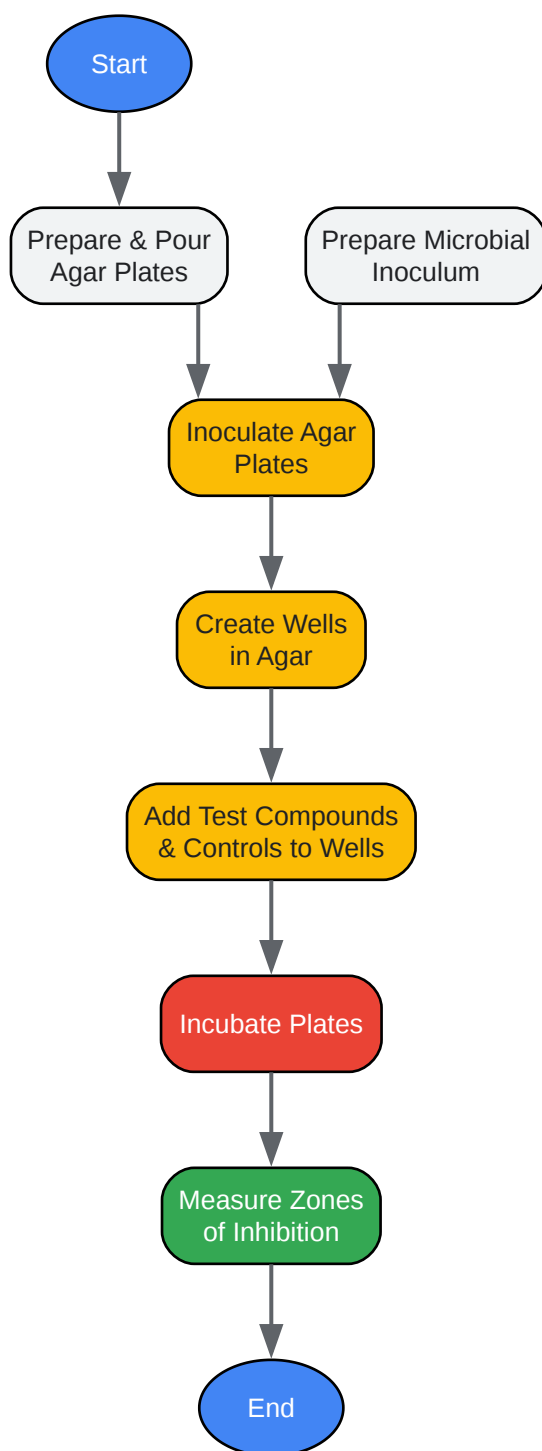 Start
Prepare & Pour
Agar Plates
Prepare Microbial
Inoculum
Inoculate Agar
Plates
Create Wells
in Agar
Add Test Compounds
& Controls to Wells
Incubate Plates
Measure Zones
of Inhibition
End